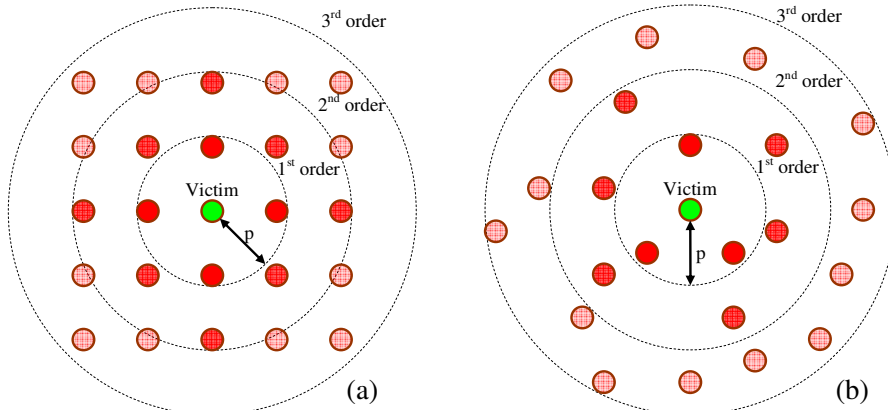 3rd order
2nd order
1st order
Victim
p
(a)
3rd order
2nd order
1st order
Victim
p
(b)